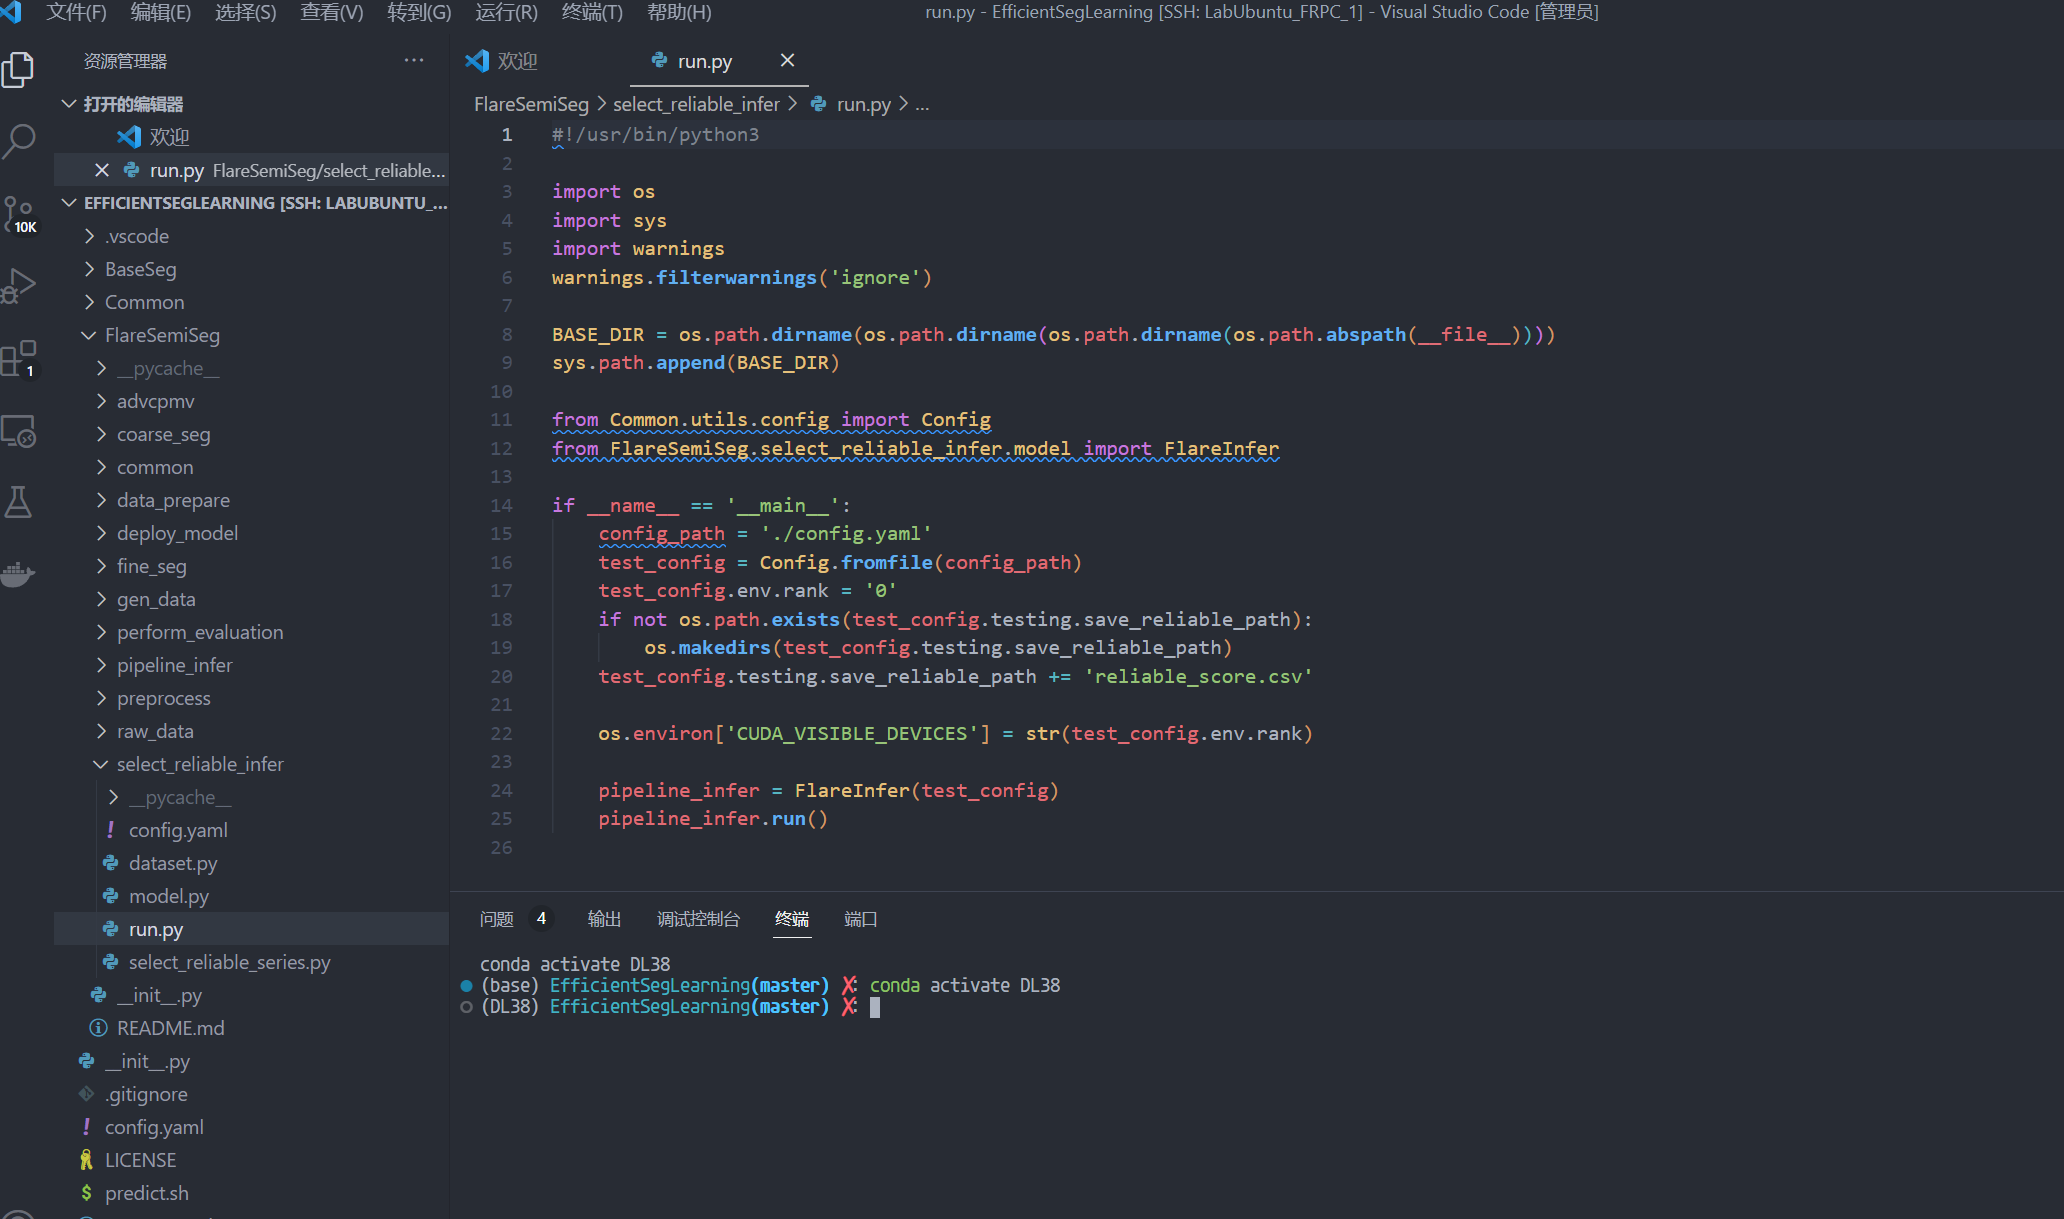 文件(F) 编辑(E) 选择(S) 查看(V) 转到(G) 运行(R) 终端(T) 帮助(H) run.py - EfficientSegLearning [SSH: LabUbuntu_FRPC_1] - Visual Studio Code [管理员]
资源管理器 ···
打开的编辑器
欢迎
run.py FlareSemiSeg/select_reliable...
EFFICIENTSEGLEARNING [SSH: LABUBUNTU_...
.vscode
BaseSeg
Common
FlareSemiSeg
__pycache__
advcpmv
coarse_seg
common
data_prepare
deploy_model
fine_seg
gen_data
perform_evaluation
pipeline_infer
preprocess
raw_data
select_reliable_infer
__pycache__
config.yaml
dataset.py
model.py
run.py
select_reliable_series.py
__init__.py
README.md
__init__.py
.gitignore
config.yaml
LICENSE
predict.sh
10K
1
欢迎 run.py
FlareSemiSeg > select_reliable_infer > run.py > ...
1 #!/usr/bin/python3
2
3 import os
4 import sys
5 import warnings
6 warnings.filterwarnings('ignore')
7
8 BASE_DIR = os.path.dirname(os.path.dirname(os.path.dirname(os.path.abspath(__file__))))
9 sys.path.append(BASE_DIR)
10
11 from Common.utils.config import Config
12 from FlareSemiSeg.select_reliable_infer.model import FlareInfer
13
14 if __name__ == '__main__':
15 config_path = './config.yaml'
16 test_config = Config.fromfile(config_path)
17 test_config.env.rank = '0'
18 if not os.path.exists(test_config.testing.save_reliable_path):
19 os.makedirs(test_config.testing.save_reliable_path)
20 test_config.testing.save_reliable_path += 'reliable_score.csv'
21
22 os.environ['CUDA_VISIBLE_DEVICES'] = str(test_config.env.rank)
23
24 pipeline_infer = FlareInfer(test_config)
25 pipeline_infer.run()
26
问题 4 输出 调试控制台 终端 端口
conda activate DL38
(base) EfficientSegLearning(master) ✗: conda activate DL38
(DL38) EfficientSegLearning(master) ✗: